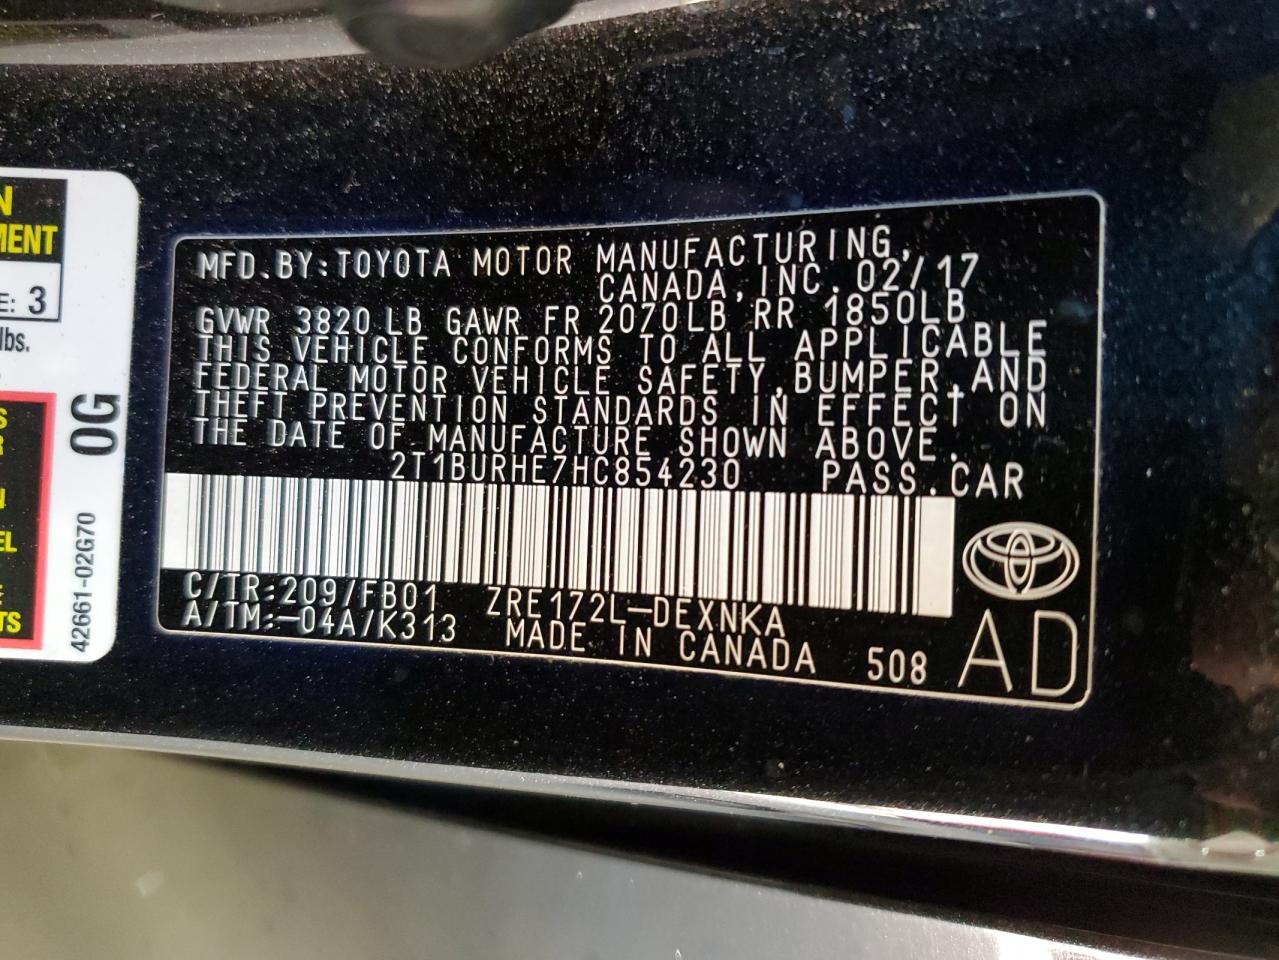 N
MENT
E: 3
lbs.
S
R
N
EL
E
TS
0G
42661-02G70
MFD.BY:TOYOTA MOTOR MANUFACTURING,
CANADA,INC.02/17
GVWR 3820LB GAWR FR 2070LB RR 1850LB
THIS VEHICLE CONFORMS TO ALL APPLICABLE
FEDERAL MOTOR VEHICLE SAFETY,BUMPER,AND
THEFT PREVENTION STANDARDS IN EFFECT ON
THE DATE OF MANUFACTURE SHOWN ABOVE.
2T1BURHE7HC854230 PASS.CAR
C/TR:209/FB01 ZRE172L-DEXNKA
A/TM:-04A/K313 MADE IN CANADA 508 AD